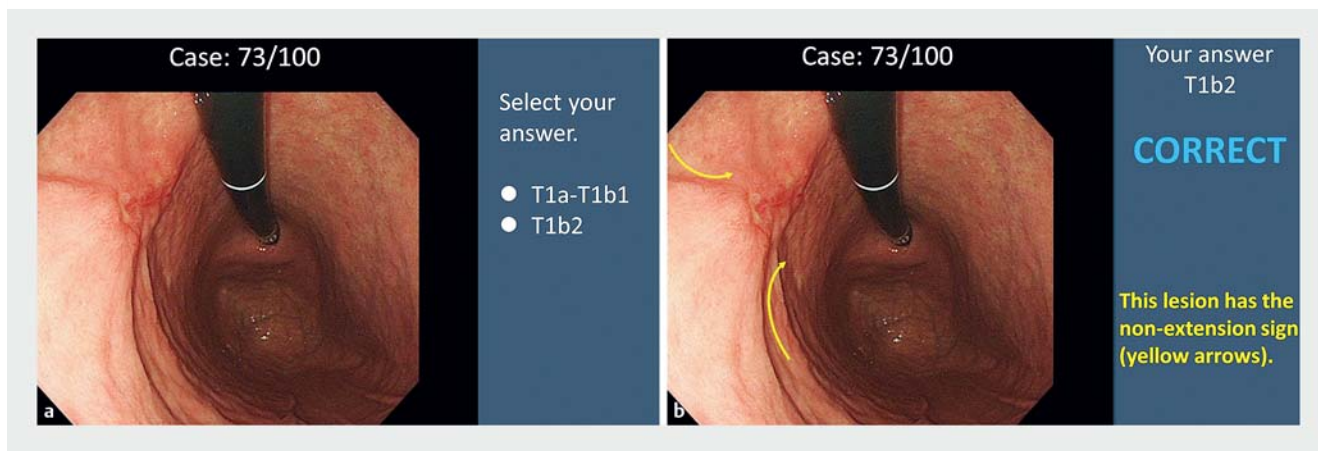 Case: 73/100
Select your
answer.
T1a-T1b1
T1b2
a
Case: 73/100
Your answer
T1b2
CORRECT
This lesion has the
non-extension sign
(yellow arrows).
b